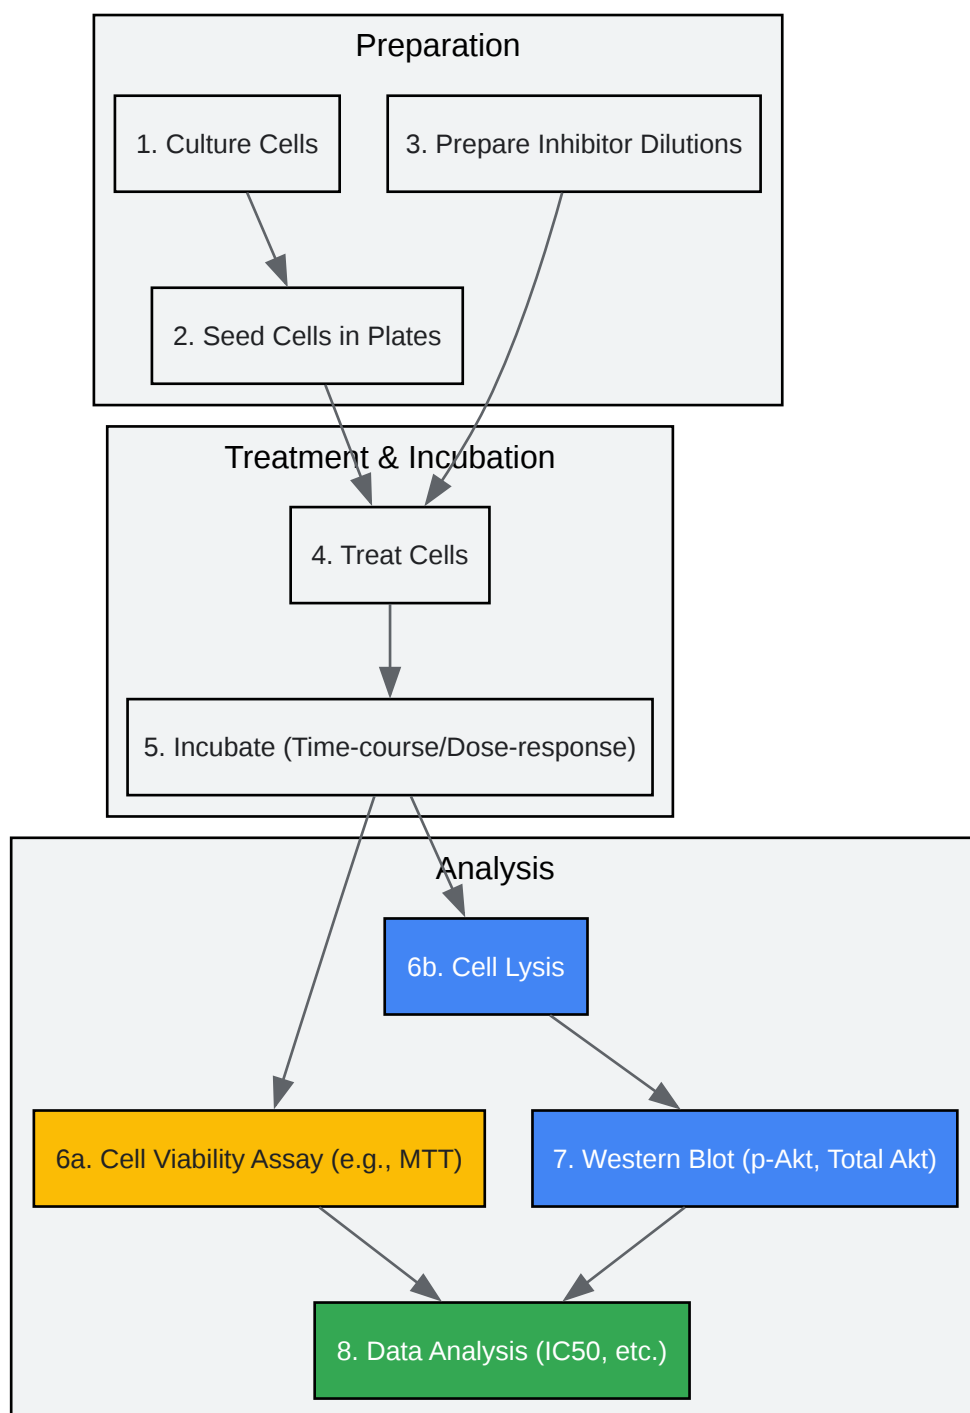 Preparation
1. Culture Cells
3. Prepare Inhibitor Dilutions
2. Seed Cells in Plates
Treatment & Incubation
4. Treat Cells
5. Incubate (Time-course/Dose-response)
Analysis
6b. Cell Lysis
6a. Cell Viability Assay (e.g., MTT)
7. Western Blot (p-Akt, Total Akt)
8. Data Analysis (IC50, etc.)